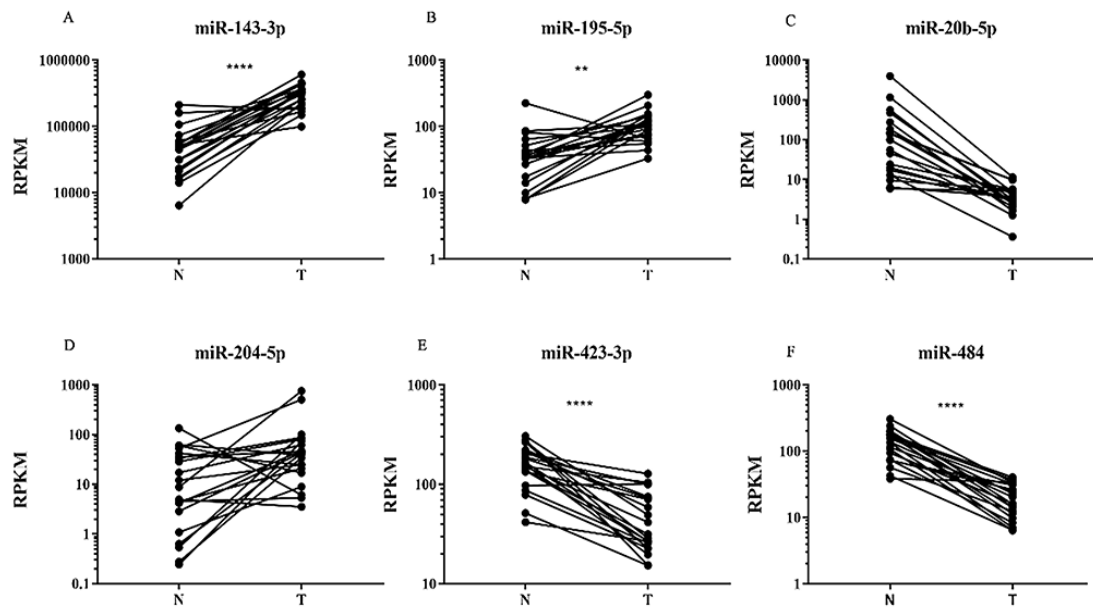 A
miR-143-3p
****
1000000
100000
10000
1000
RPKM
N T
B
miR-195-5p
**
1000
100
10
1
RPKM
N T
C
miR-20b-5p
10000
1000
100
10
1
0.1
RPKM
N T
D
miR-204-5p
1000
100
10
1
0.1
RPKM
N T
E
miR-423-3p
****
1000
100
10
RPKM
N T
F
miR-484
****
1000
100
10
1
RPKM
N T